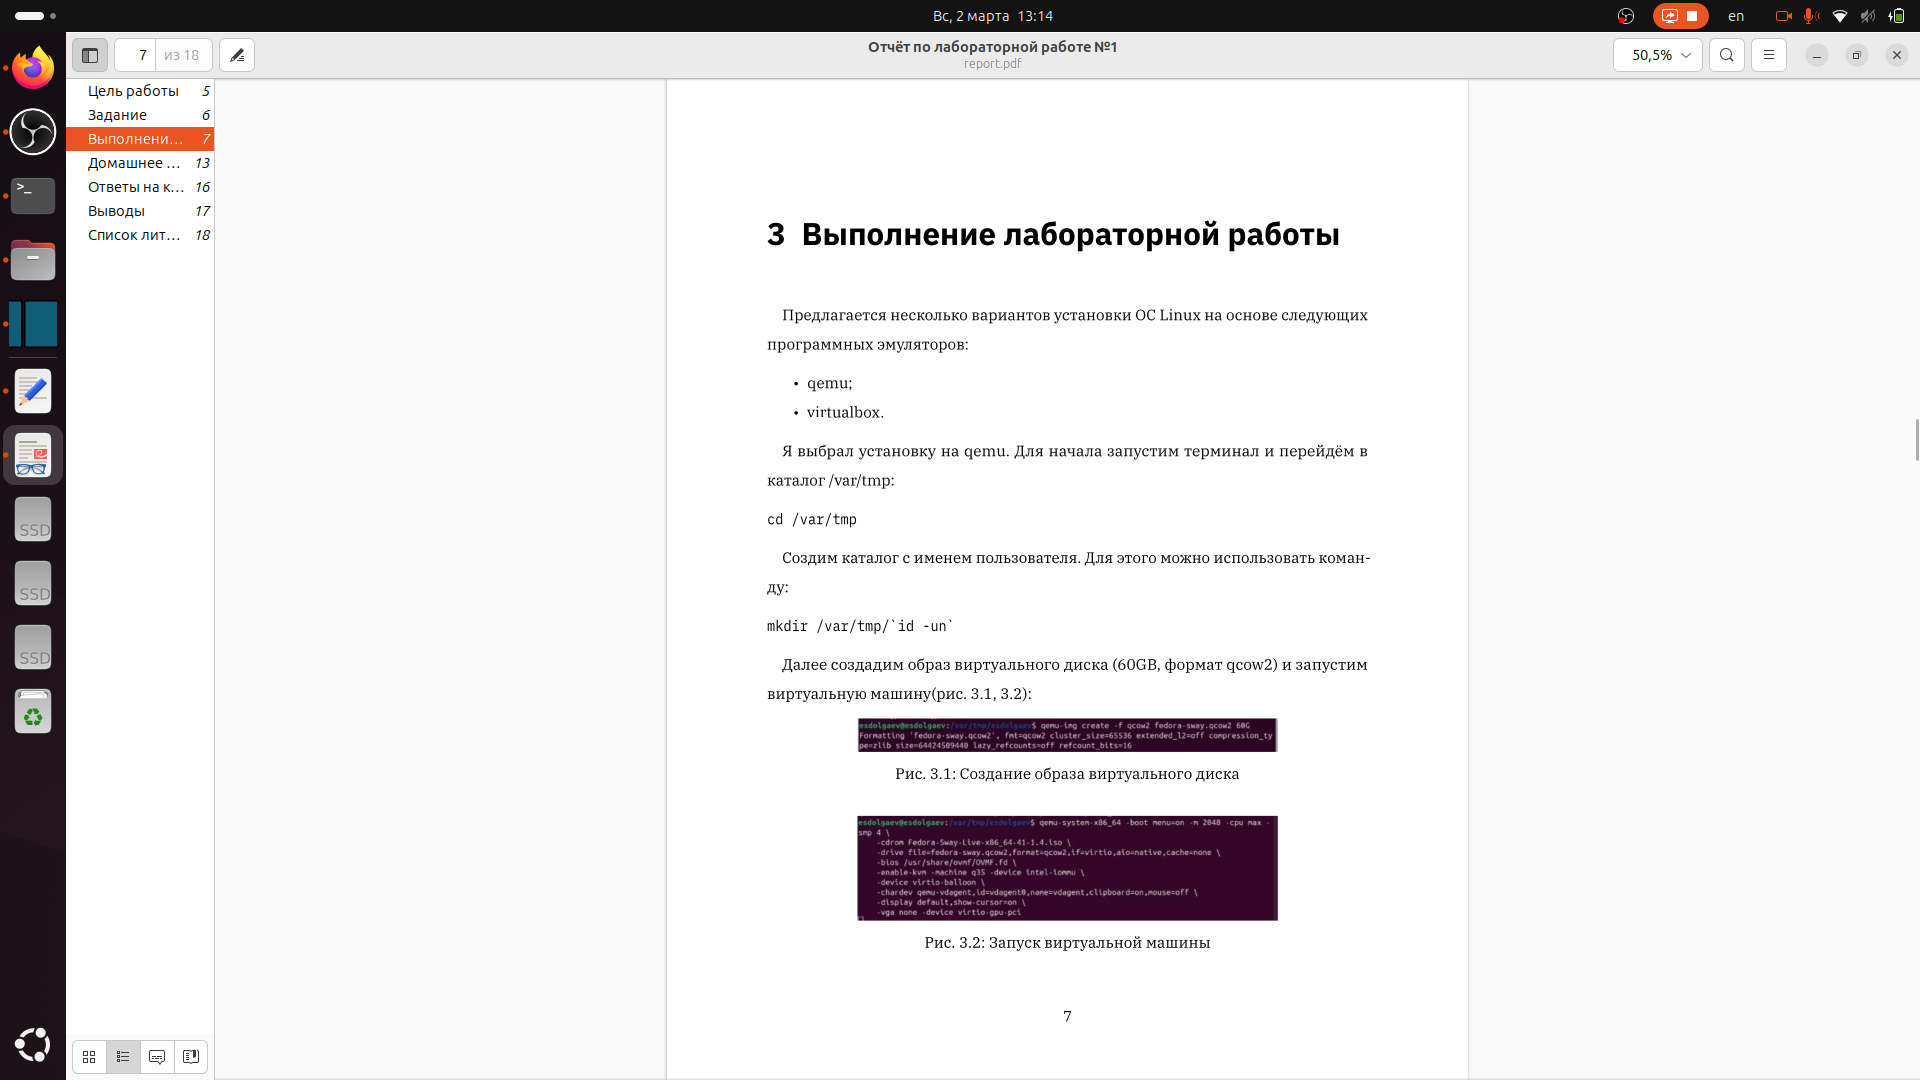 Вс, 2 марта 13:14
en
7 из 18
Отчёт по лабораторной работе №1
report.pdf
50,5%
Цель работы 5
Задание 6
Выполнени... 7
Домашнее ... 13
Ответы на к... 16
Выводы 17
Список лит... 18
SSD
SSD
SSD
3 Выполнение лабораторной работы
Предлагается несколько вариантов установки ОС Linux на основе следующих
программных эмуляторов:
• qemu;
• virtualbox.
Я выбрал установку на qemu. Для начала запустим терминал и перейдём в
каталог /var/tmp:
cd /var/tmp
Создим каталог с именем пользователя. Для этого можно использовать коман-
ду:
mkdir /var/tmp/`id -un`
Далее создадим образ виртуального диска (60GB, формат qcow2) и запустим
виртуальную машину(рис. 3.1, 3.2):
esdolgaev@esdolgaev:/var/tmp/esdolgaev$ qemu-img create -f qcow2 fedora-sway.qcow2 60G
Formatting 'fedora-sway.qcow2', fmt=qcow2 cluster_size=65536 extended_l2=off compression_ty
pe=zlib size=64424509440 lazy_refcounts=off refcount_bits=16
Рис. 3.1: Создание образа виртуального диска
esdolgaev@esdolgaev:/var/tmp/esdolgaev$ qemu-system-x86_64 -boot menu=on -m 2048 -cpu max -
smp 4 \
-cdrom Fedora-Sway-Live-x86_64-41-1.4.iso \
-drive file=fedora-sway.qcow2,format=qcow2,if=virtio,aio=native,cache=none \
-bios /usr/share/ovmf/OVMF.fd \
-enable-kvm -machine q35 -device intel-iommu \
-device virtio-balloon \
-chardev qemu-vdagent,id=vdagent0,name=vdagent,clipboard=on,mouse=off \
-display default,show-cursor=on \
-vga none -device virtio-gpu-pci
Рис. 3.2: Запуск виртуальной машины
7